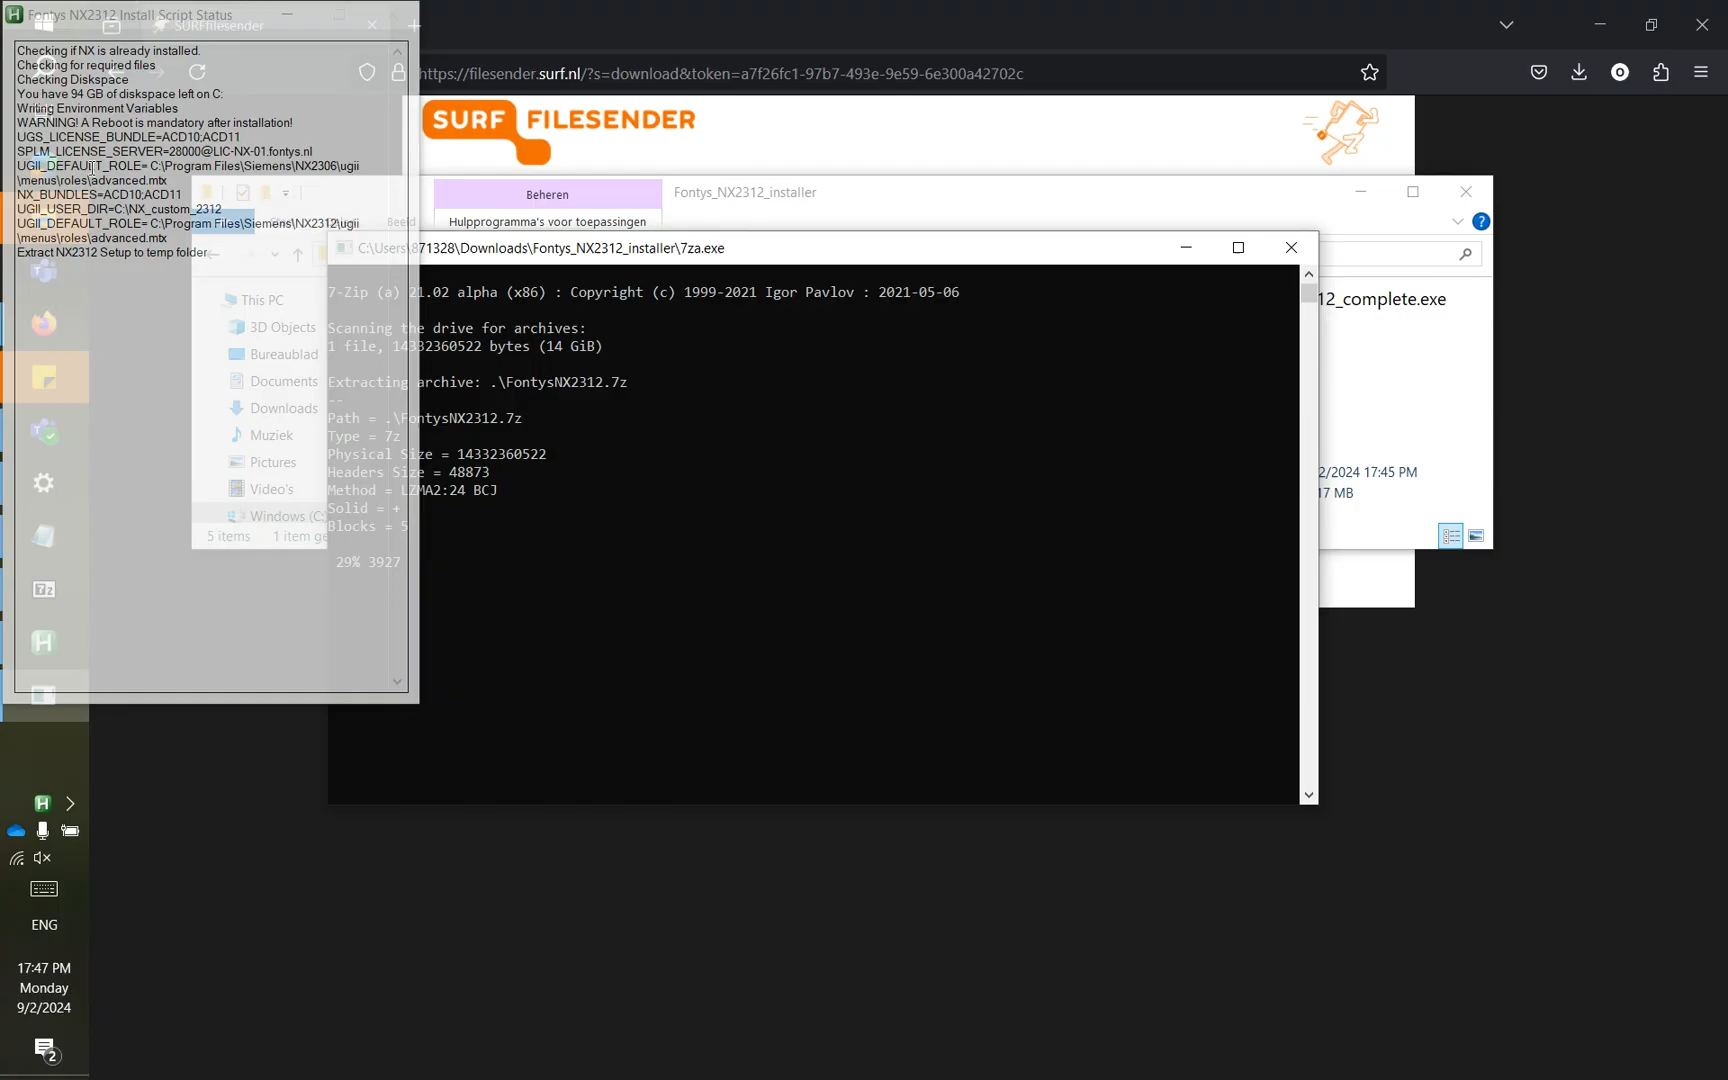 Fontys NX2312 Install Script Status
SURFfilesender
Checking if NX is already installed.
Checking for required files
Checking Diskspace
You have 94 GB of diskspace left on C:
Writing Environment Variables
WARNING! A Reboot is mandatory after installation!
UGS_LICENSE_BUNDLE=ACD10;ACD11
SPLM_LICENSE_SERVER=28000@LIC-NX-01.fontys.nl
UGII_DEFAULT_ROLE= C:\Program Files\Siemens\NX2306\ugii
\menus\roles\advanced.mtx
NX_BUNDLES=ACD10;ACD11
UGII_USER_DIR=C:\NX_custom_2312
UGII_DEFAULT_ROLE= C:\Program Files\Siemens\NX2312\ugii
\menus\roles\advanced.mtx
Extract NX2312 Setup to temp folder
https://filesender.surf.nl/?s=download&token=a7f26fc1-97b7-493e-9e59-6e300a42702c
SURF FILESENDER
Beheren
Fontys_NX2312_installer
Beeld
Hulpprogramma's voor toepassingen
C:\Users\871328\Downloads\Fontys_NX2312_installer\7za.exe
7-Zip (a) 21.02 alpha (x86) : Copyright (c) 1999-2021 Igor Pavlov : 2021-05-06
Scanning the drive for archives:
1 file, 14332360522 bytes (14 GiB)
Extracting archive: .\FontysNX2312.7z
--
Path = .\FontysNX2312.7z
Type = 7z
Physical Size = 14332360522
Headers Size = 48873
Method = LZMA2:24 BCJ
Solid = +
Blocks = 5
29% 3927
This PC
3D Objects
Bureaublad
Documents
Downloads
Muziek
Pictures
Video's
Windows (C:
5 items
1 item ge
12_complete.exe
2/2024 17:45 PM
17 MB
ENG
17:47 PM
Monday
9/2/2024
2